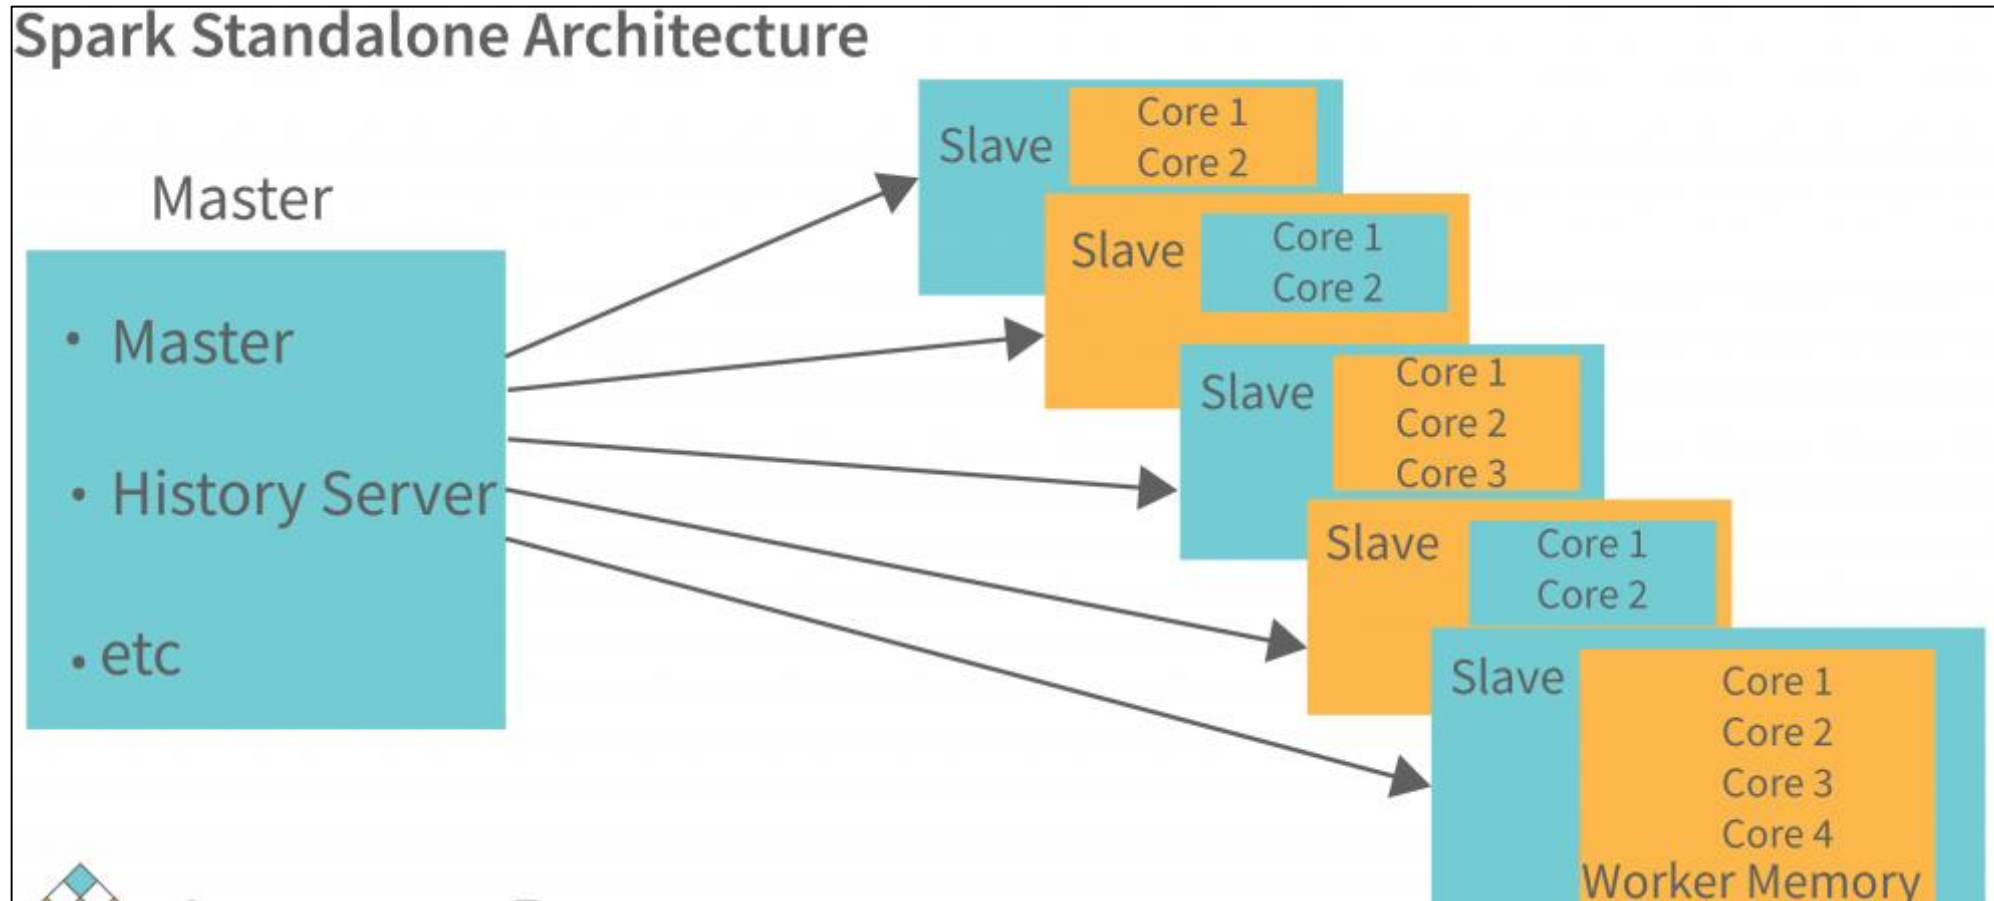 Spark Standalone Architecture
Master
• Master
• History Server
• etc
Slave
Core 1
Core 2
Slave
Core 1
Core 2
Slave
Core 1
Core 2
Core 3
Slave
Core 1
Core 2
Slave
Core 1
Core 2
Core 3
Core 4
Worker Memory